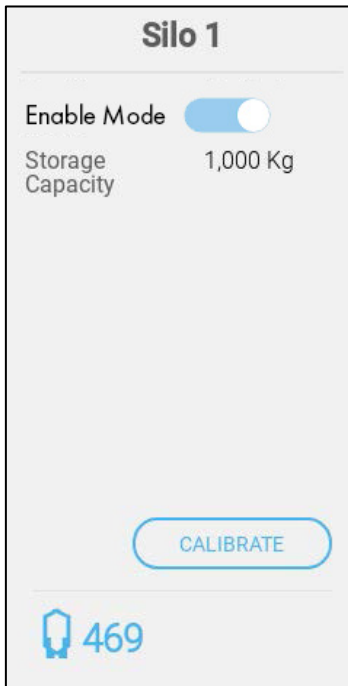 Silo 1
Enable Mode
Storage 1,000 Kg
Capacity
CALIBRATE
469